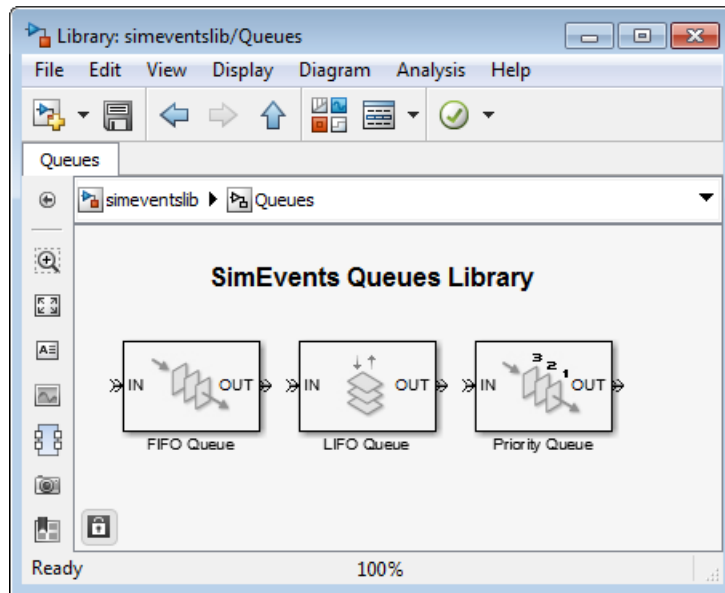 Library: simeventslib/Queues
File Edit View Display Diagram Analysis Help
Queues
simeventslib Queues
SimEvents Queues Library
IN OUT IN OUT IN 3 2 1 OUT
FIFO Queue LIFO Queue Priority Queue
Ready 100%